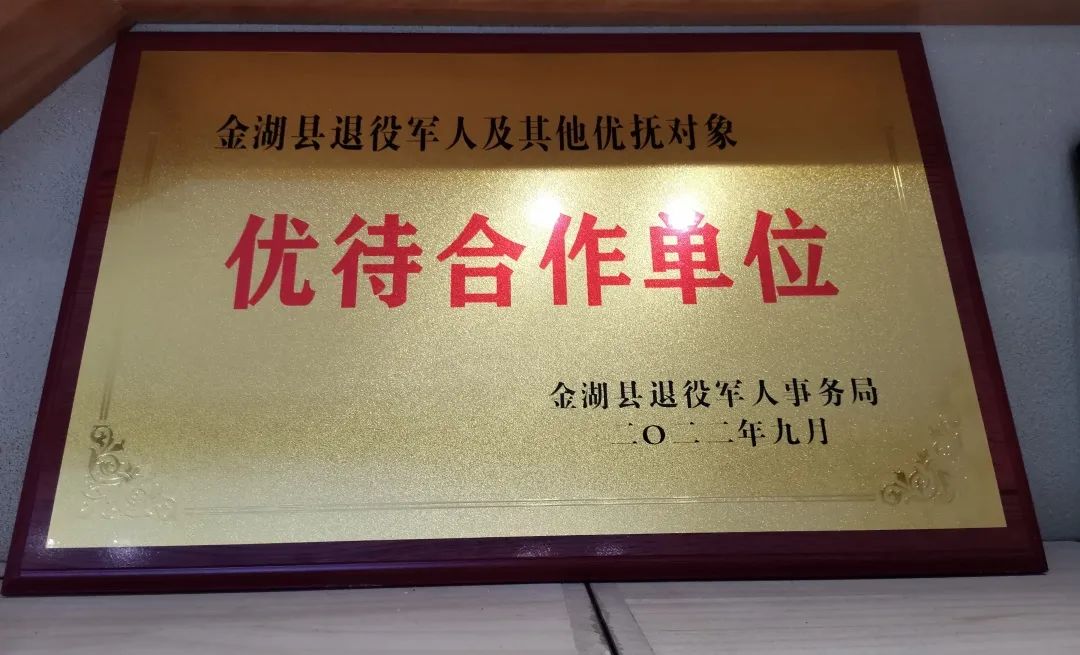 金湖县退役军人及其他优抚对象
优待合作单位
金湖县退役军人事务局
二〇二二年九月